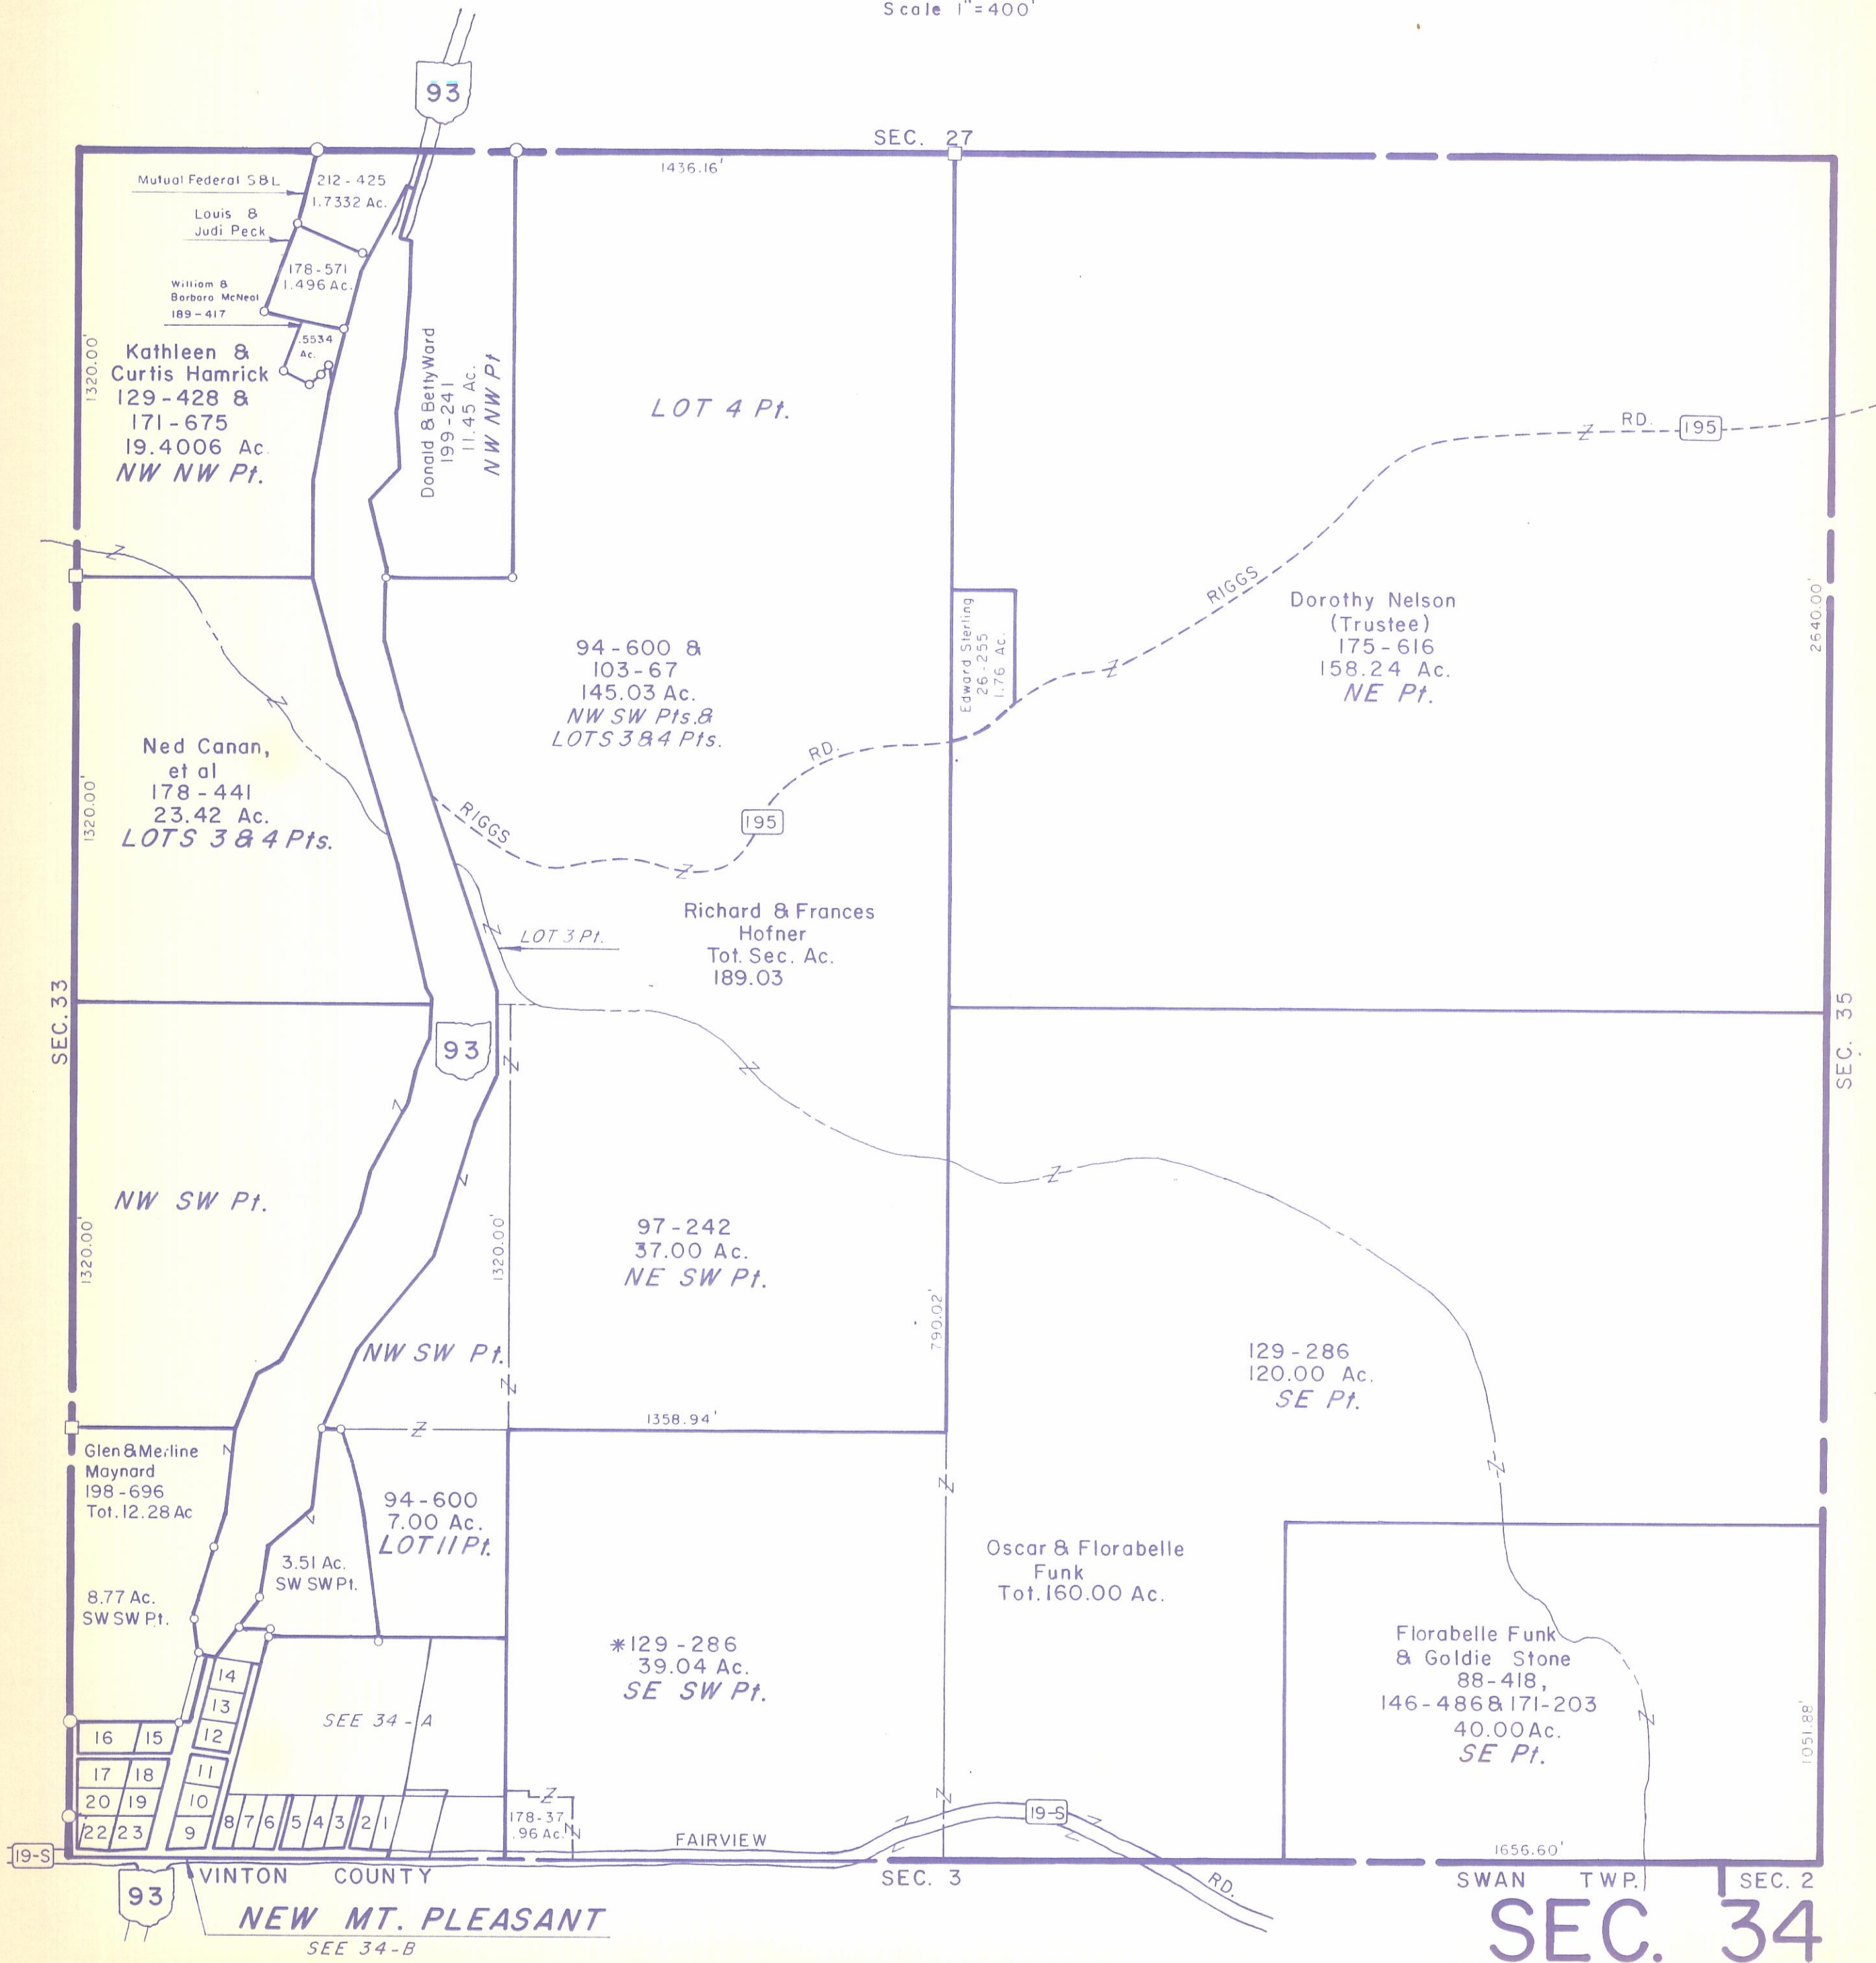 Scale 1"=400'
93
SEC. 27
1436.16'
Mutual Federal S&L
212-425
1.7332 Ac.
Louis &
Judi Peck
178-571
1.496 Ac.
William &
Barbara McNeal
189-417
.5534
Ac.
1320.00'
Kathleen &
Curtis Hamrick
129-428 &
171-675
19.4006 Ac.
NW NW Pt.
Donald & Betty Ward
199-241
11.45 Ac.
NW NW Pt
LOT 4 Pt.
RD.
195
RIGGS
Dorothy Nelson
(Trustee)
175-616
158.24 Ac.
NE Pt.
2640.00'
Edward Sterling
26-255
1.76 Ac.
94-600 &
103-67
145.03 Ac.
NW SW Pts.&
LOTS 3&4 Pts.
RD.
195
RIGGS
Ned Canan,
et al
178-441
23.42 Ac.
LOTS 3 & 4 Pts.
1320.00'
Richard & Frances
Hofner
Tot. Sec. Ac.
189.03
LOT 3 Pt.
SEC. 33
SEC. 35
93
NW SW Pt.
1320.00'
1320.00'
97-242
37.00 Ac.
NE SW Pt.
790.02'
NW SW Pt.
129-286
120.00 Ac.
SE Pt.
1358.94'
Glen & Merline
Maynard
198-696
Tot. 12.28 Ac
94-600
7.00 Ac.
LOT 11 Pt.
3.51 Ac.
SW SW Pt.
8.77 Ac.
SW SW Pt.
Oscar & Florabelle
Funk
Tot. 160.00 Ac.
*129-286
39.04 Ac.
SE SW Pt.
Florabelle Funk
& Goldie Stone
88-418,
146-486 & 171-203
40.00 Ac.
SE Pt.
1051.88'
SEE 34-A
14
13
12
16 15
17 18
11
20 19
10
22 23
9
8 7 6 5 4 3 2 1
178-37
.96 Ac.
FAIRVIEW
19-S
RD.
1656.60'
19-S
VINTON COUNTY
SEC. 3
SWAN TWP.
SEC. 2
93
NEW MT. PLEASANT
SEE 34-B
SEC. 34